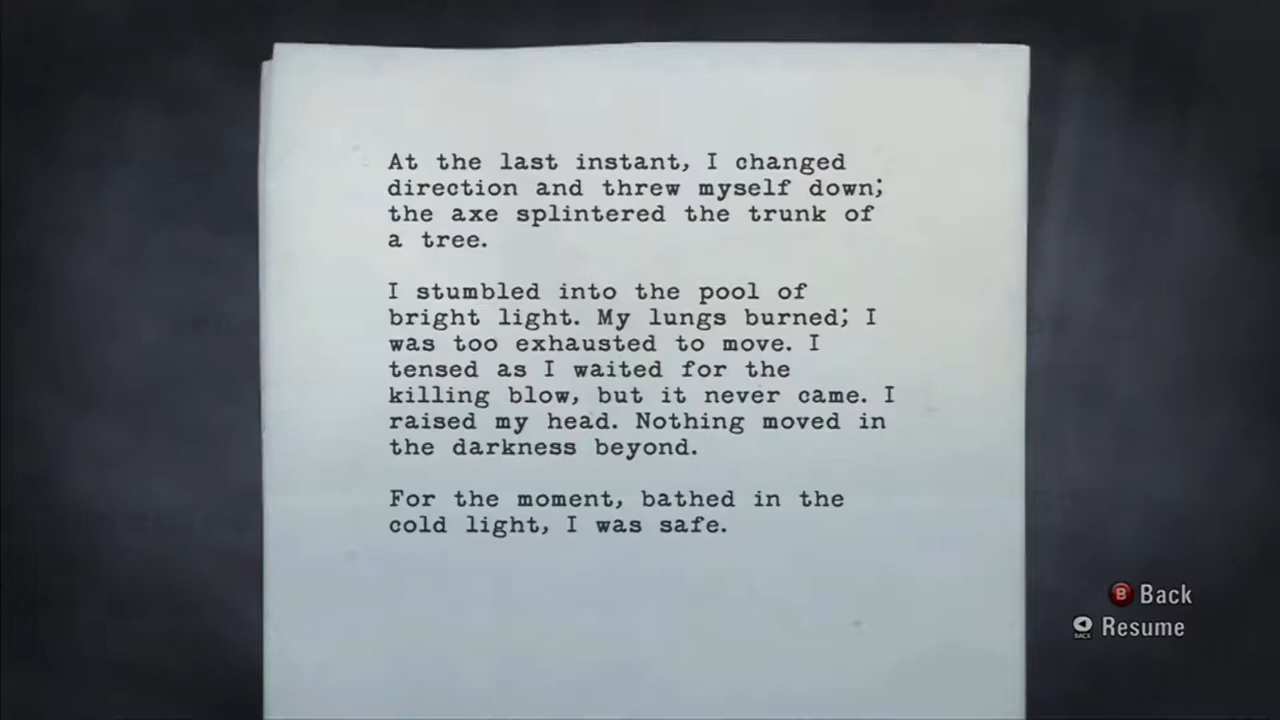 At the last instant, I changed
direction and threw myself down;
the axe splintered the trunk of
a tree.
I stumbled into the pool of
bright light. My lungs burned; I
was too exhausted to move. I
tensed as I waited for the
killing blow, but it never came. I
raised my head. Nothing moved in
the darkness beyond.
For the moment, bathed in the
cold light, I was safe.
B Back
BACK Resume